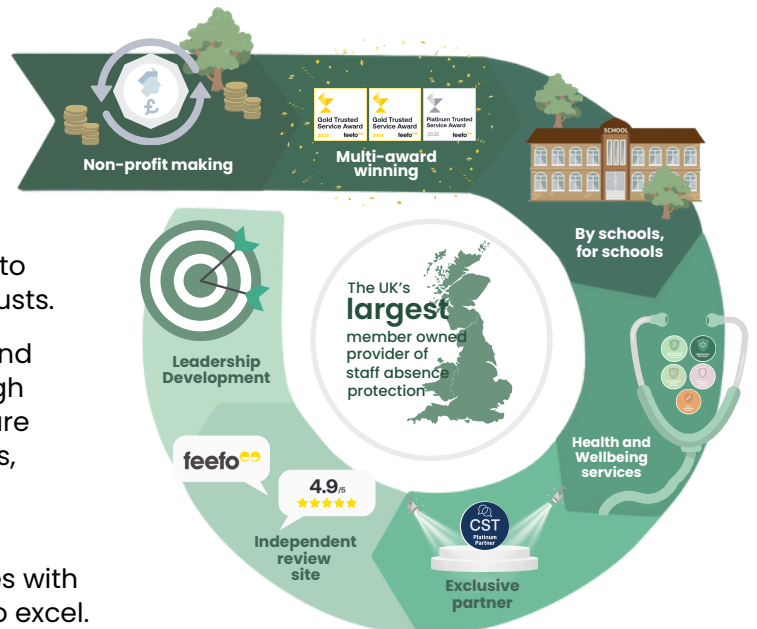 Non-profit making
Gold Trusted
Service Award
feefo
Gold Trusted
Service Award
feefo
Platinum Trusted
Service Award
2025
feefo
Multi-award
winning
SCHOOL
By schools,
for schools
to
usts.
nd
gh
are
s,
es with
o excel.
The UK's
largest
member owned
provider of
staff absence
protection
Leadership
Development
Health and
Wellbeing
services
feefo
4.9/5
Independent
review
site
CST
Platinum
Partner
Exclusive
partner
£